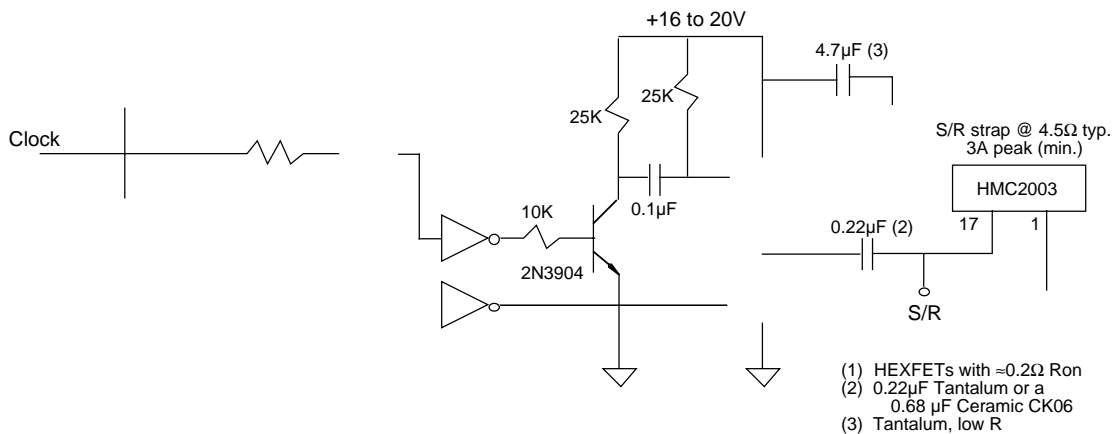 +16 to 20V
4.7µF (3)
25K
25K
Clock
S/R strap @ 4.5Ω typ.
3A peak (min.)
HMC2003
0.1µF
10K
0.22µF (2)
17
1
2N3904
S/R
(1) HEXFETs with ≈0.2Ω Ron
(2) 0.22µF Tantalum or a
0.68 µF Ceramic CK06
(3) Tantalum, low R